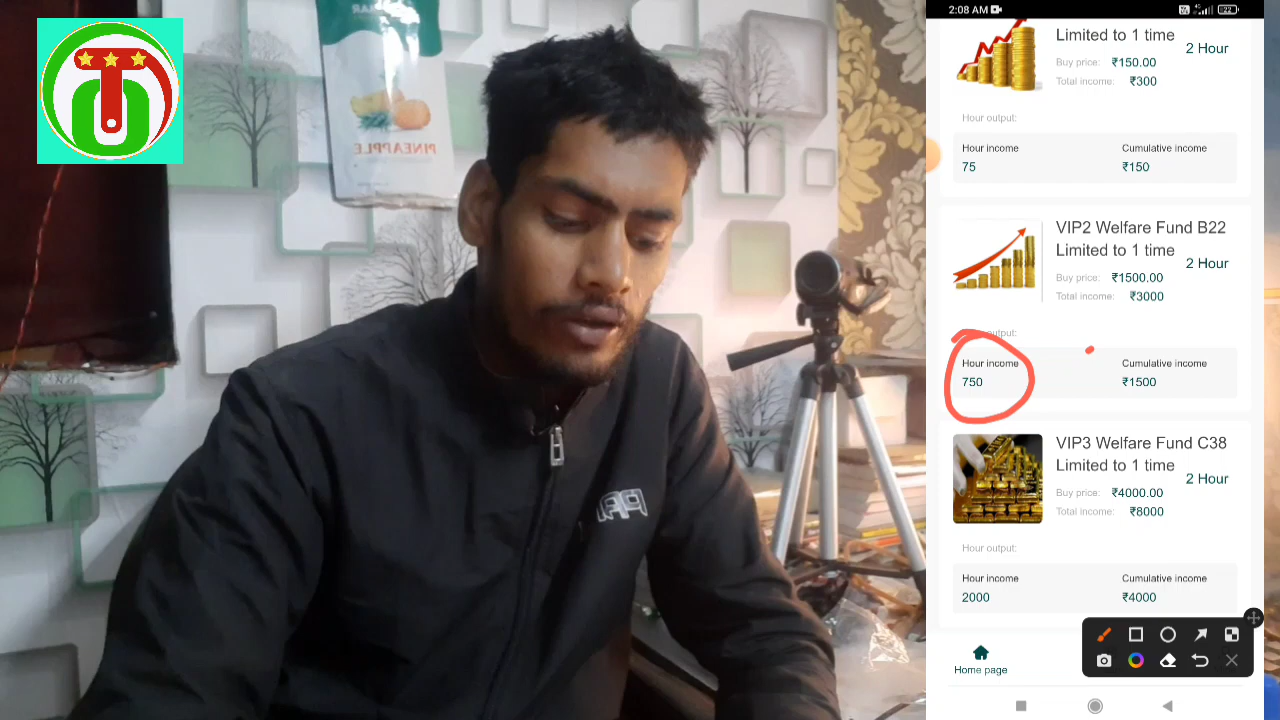 2:08 AM
22
Limited to 1 time
2 Hour
Buy price: ₹150.00
Total income: ₹300
Hour output:
Hour income Cumulative income
75 ₹150
VIP2 Welfare Fund B22
Limited to 1 time
2 Hour
Buy price: ₹1500.00
Total income: ₹3000
output:
Hour income Cumulative income
750 ₹1500
VIP3 Welfare Fund C38
Limited to 1 time
2 Hour
Buy price: ₹4000.00
Total income: ₹8000
Hour output:
Hour income Cumulative income
2000 ₹4000
Home page
PINEAPPLE